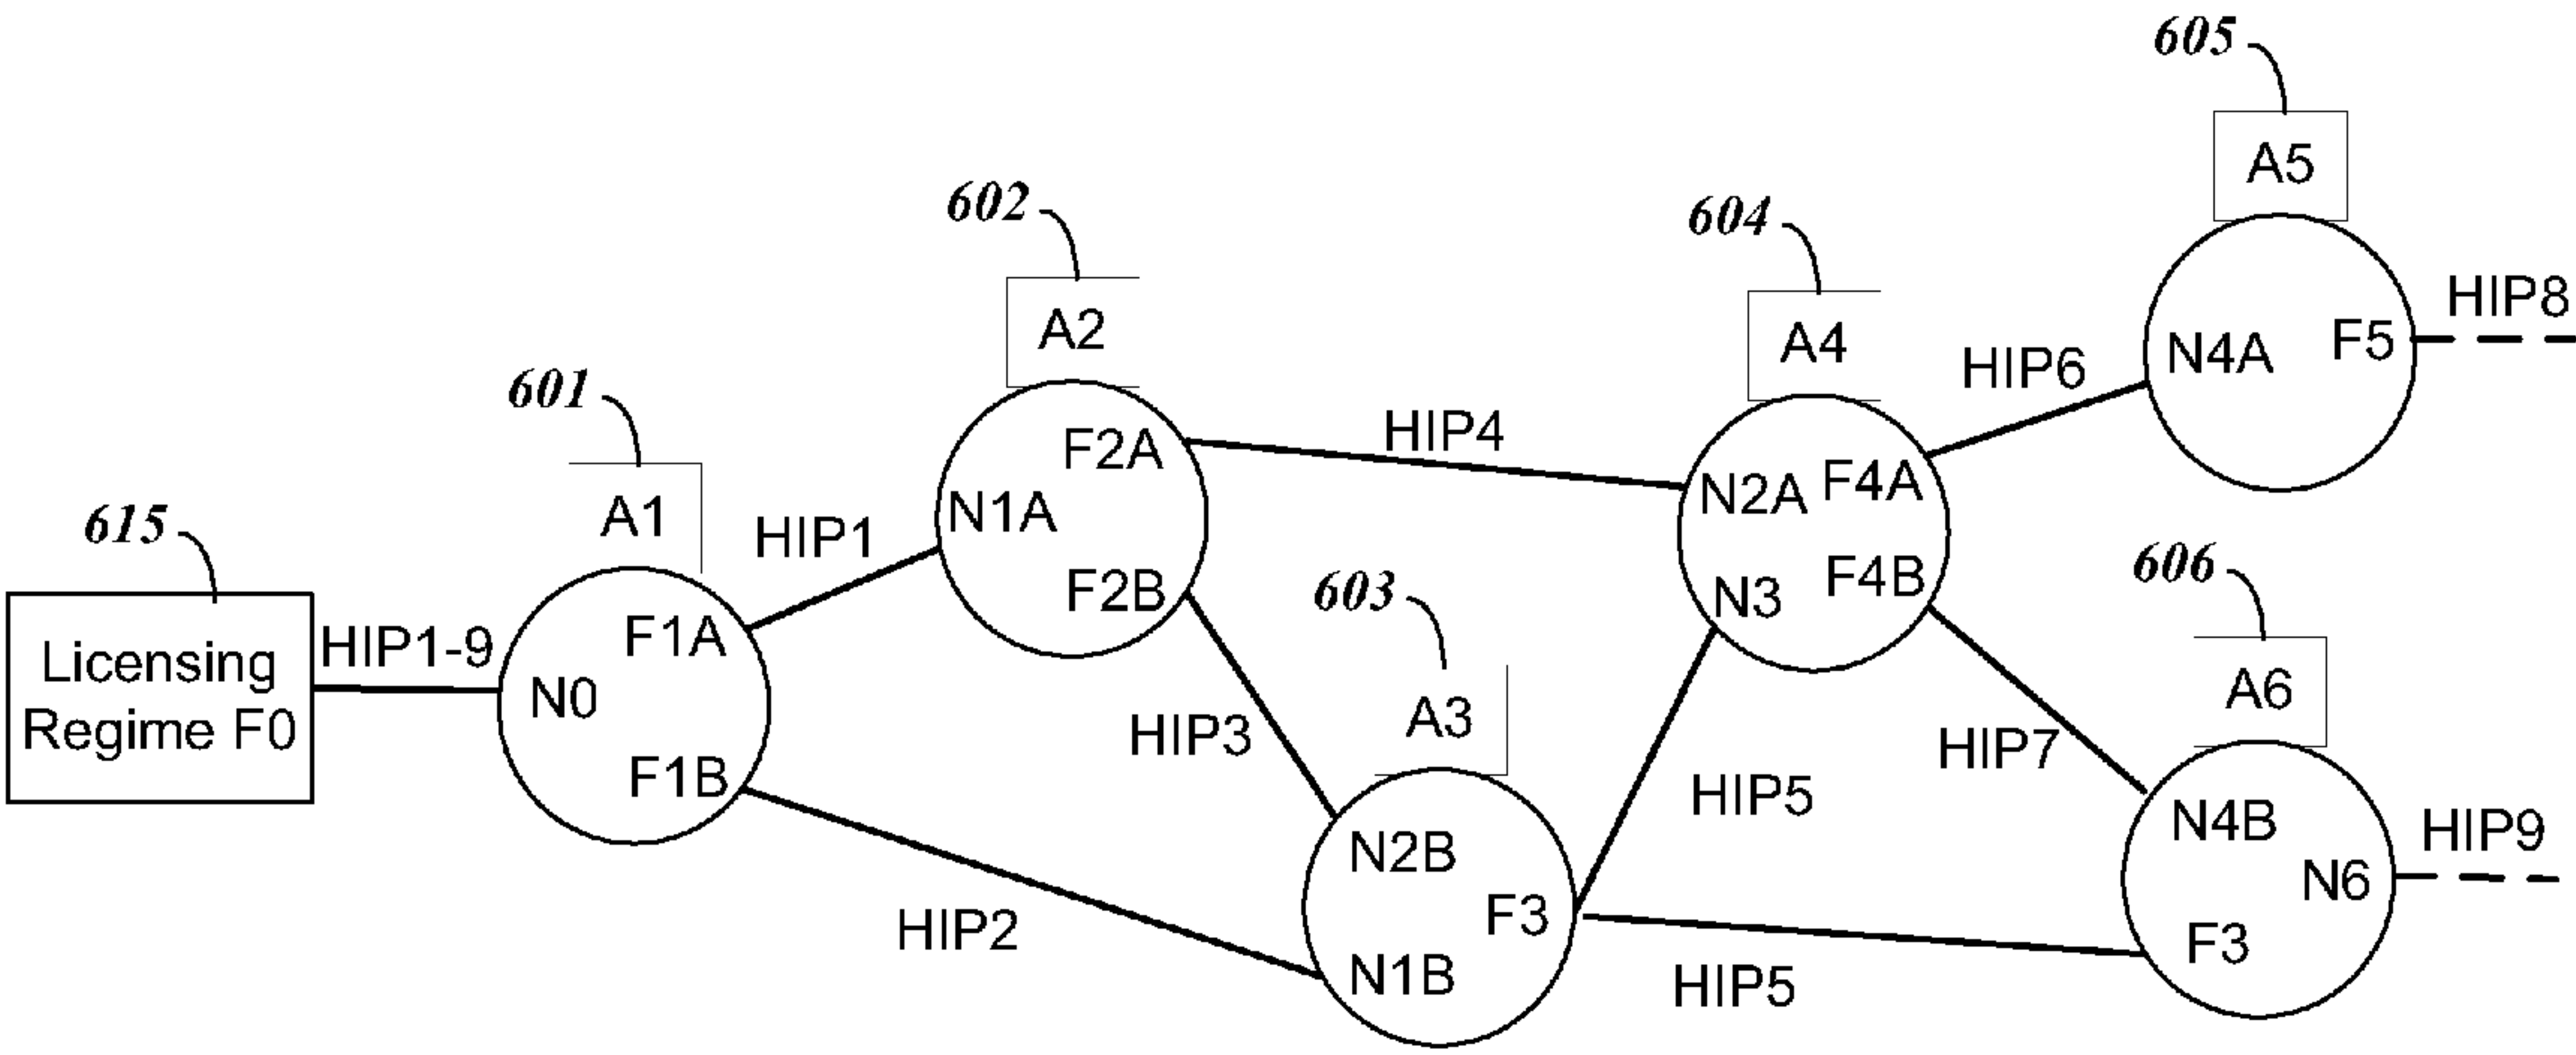 605
A5
HIP8
N4A
F5
602
A2
604
A4
HIP6
601
A1
F2A
N1A
F2B
HIP4
N2A
F4A
N3
F4B
615
Licensing
Regime F0
HIP1-9
N0
F1A
F1B
HIP1
HIP3
603
A3
606
A6
HIP7
HIP5
N2B
F3
N1B
HIP2
HIP5
N4B
N6
F3
HIP9